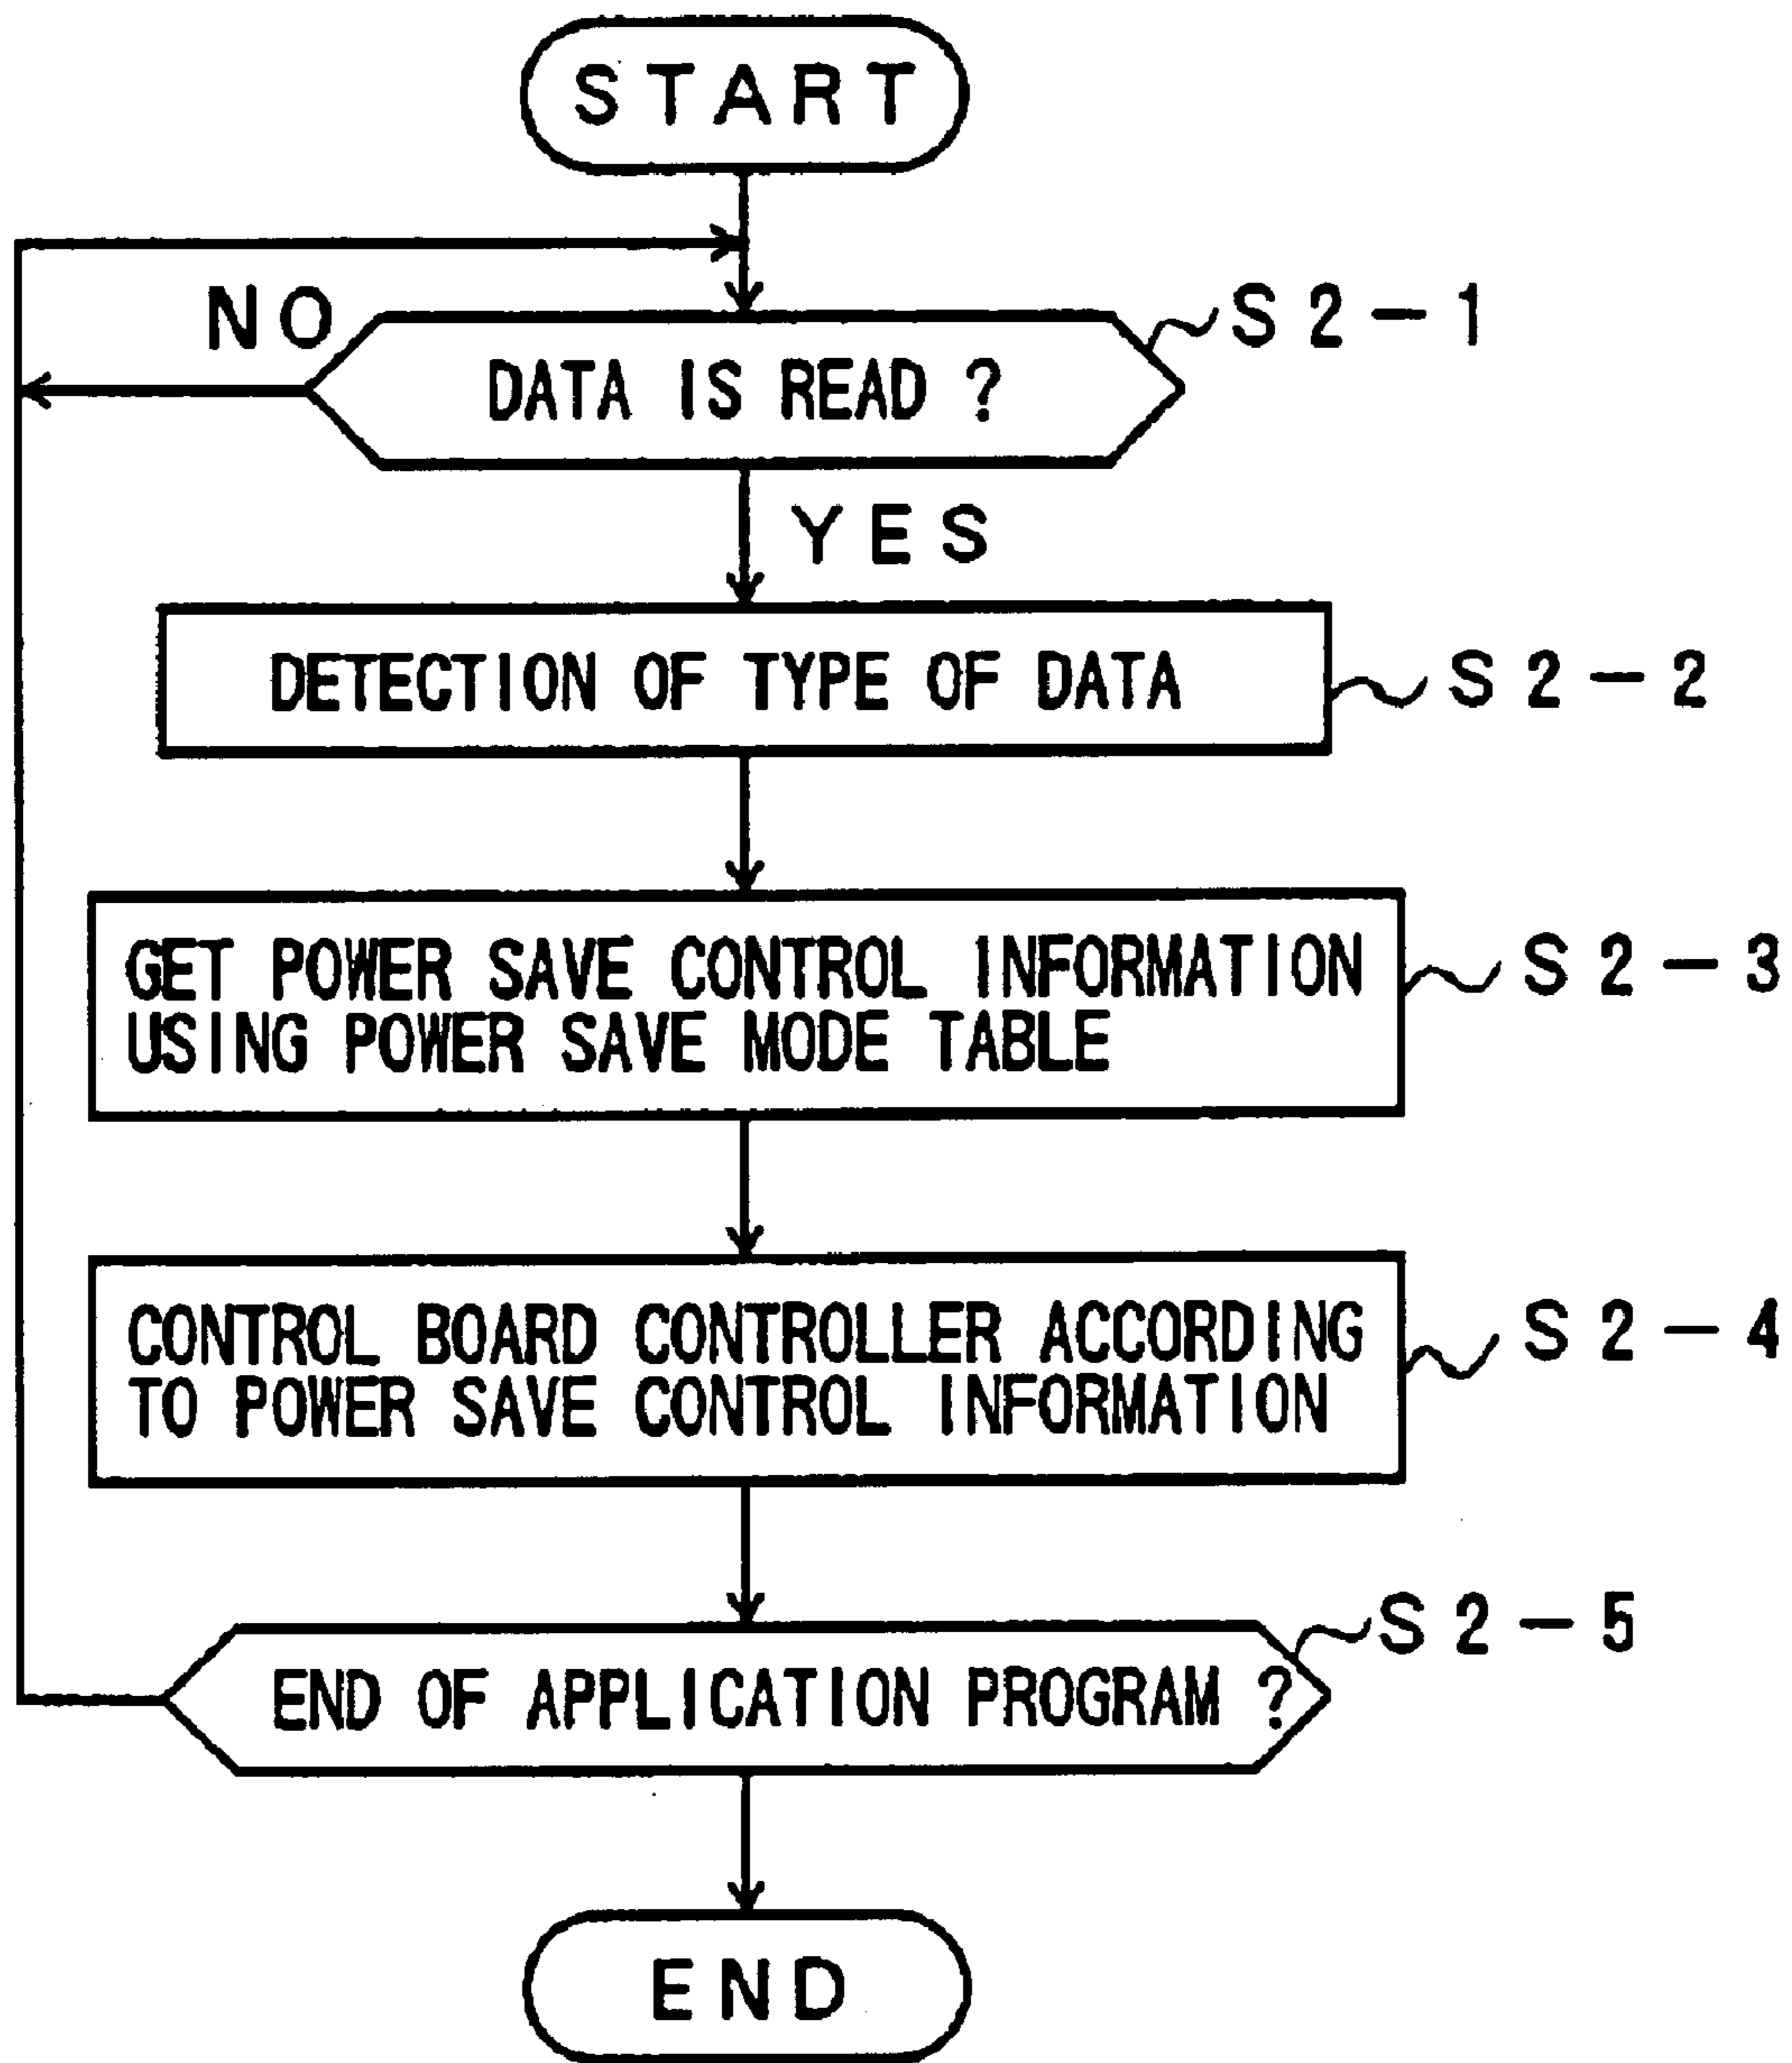 START
NO
S2-1
DATA IS READ ?
YES
DETECTION OF TYPE OF DATA
S2-2
GET POWER SAVE CONTROL INFORMATION
USING POWER SAVE MODE TABLE
S2-3
CONTROL BOARD CONTROLLER ACCORDING
TO POWER SAVE CONTROL INFORMATION
S2-4
S2-5
END OF APPLICATION PROGRAM ?
END